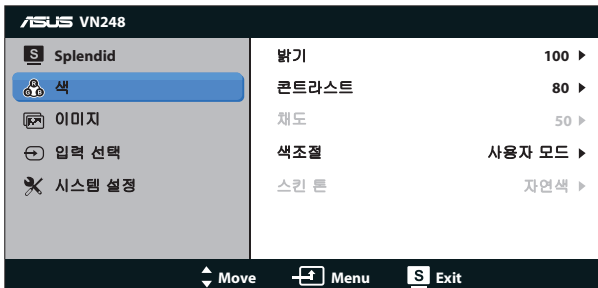 ASUS VN248
S Splendid
색
이미지
입력 선택
시스템 설정
밝기 100
콘트라스트 80
채도 50
색조절 사용자 모드
스킨 톤 자연색
Move Menu S Exit